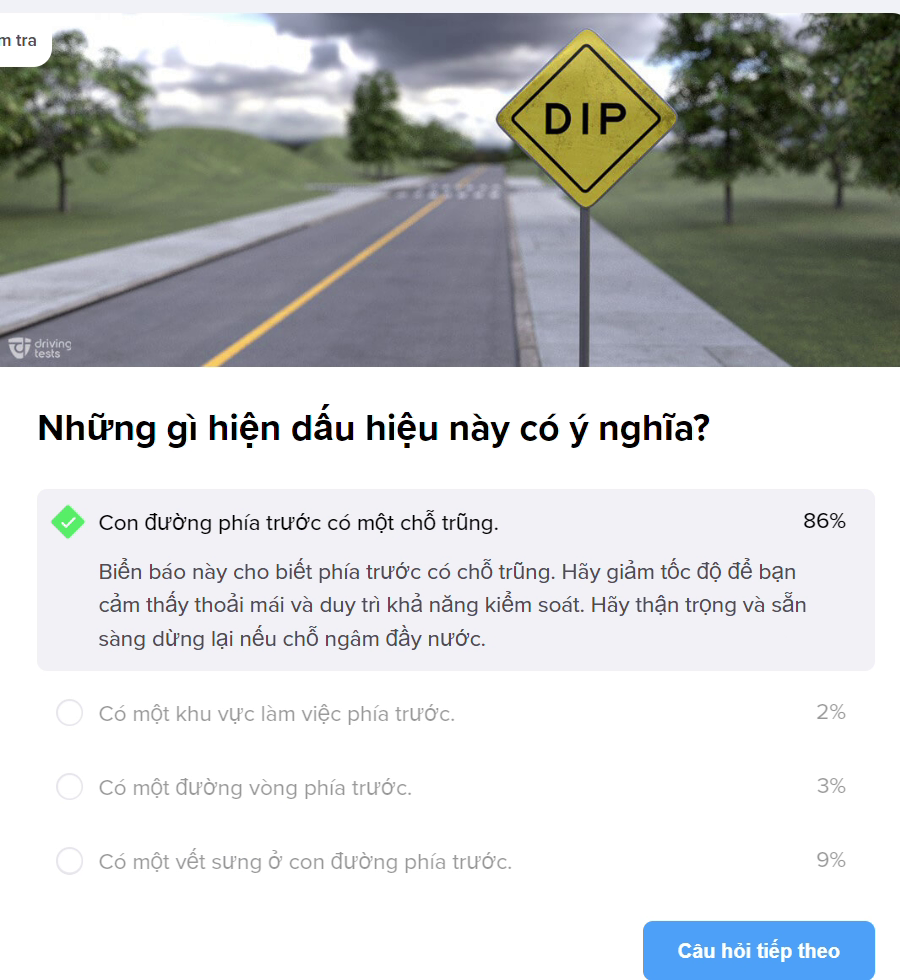 m tra
DIP
driving
tests
Những gì hiện dấu hiệu này có ý nghĩa?
Con đường phía trước có một chỗ trũng.
86%
Biển báo này cho biết phía trước có chỗ trũng. Hãy giảm tốc độ để bạn
cảm thấy thoải mái và duy trì khả năng kiểm soát. Hãy thận trọng và sẵn
sàng dừng lại nếu chỗ ngâm đầy nước.
Có một khu vực làm việc phía trước.
2%
Có một đường vòng phía trước.
3%
Có một vết sưng ở con đường phía trước.
9%
Câu hỏi tiếp theo